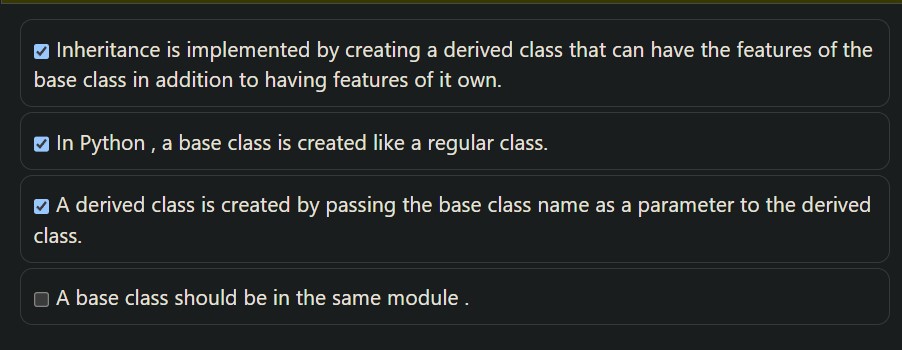 Inheritance is implemented by creating a derived class that can have the features of the
base class in addition to having features of it own.
In Python , a base class is created like a regular class.
A derived class is created by passing the base class name as a parameter to the derived
class.
A base class should be in the same module .